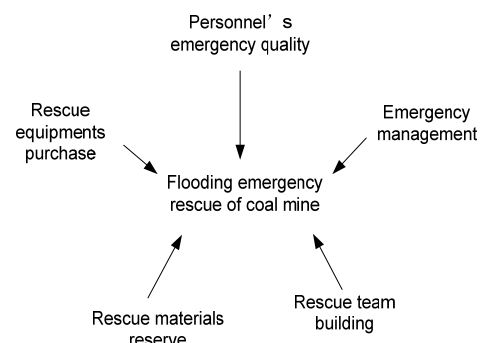 Personnel’s
emergency quality
Rescue
equipments
purchase
Emergency
management
Flooding emergency
rescue of coal mine
Rescue materials
reserve
Rescue team
building